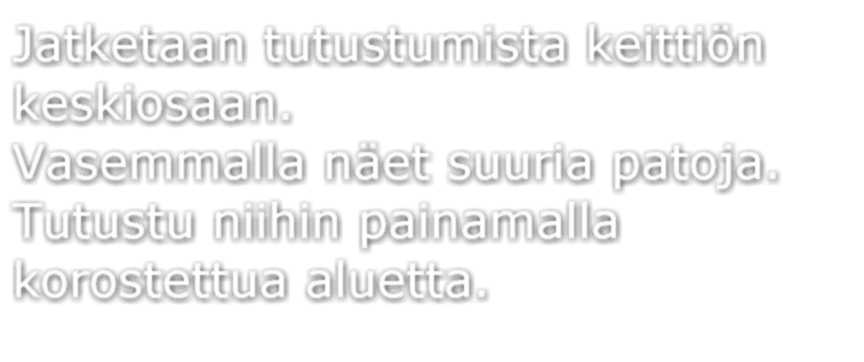 Jatketaan tutustumista keittiön
keskiosaan.
Vasemmalla näet suuria patoja.
Tutustu niihin painamalla
korostettua aluetta.